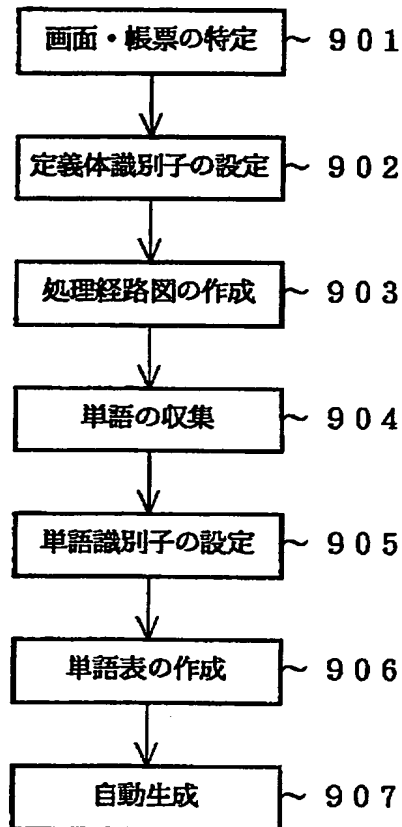 画面・帳票の特定 ~ 901
定義体識別子の設定 ~ 902
処理経路図の作成 ~ 903
単語の収集 ~ 904
単語識別子の設定 ~ 905
単語表の作成 ~ 906
自動生成 ~ 907